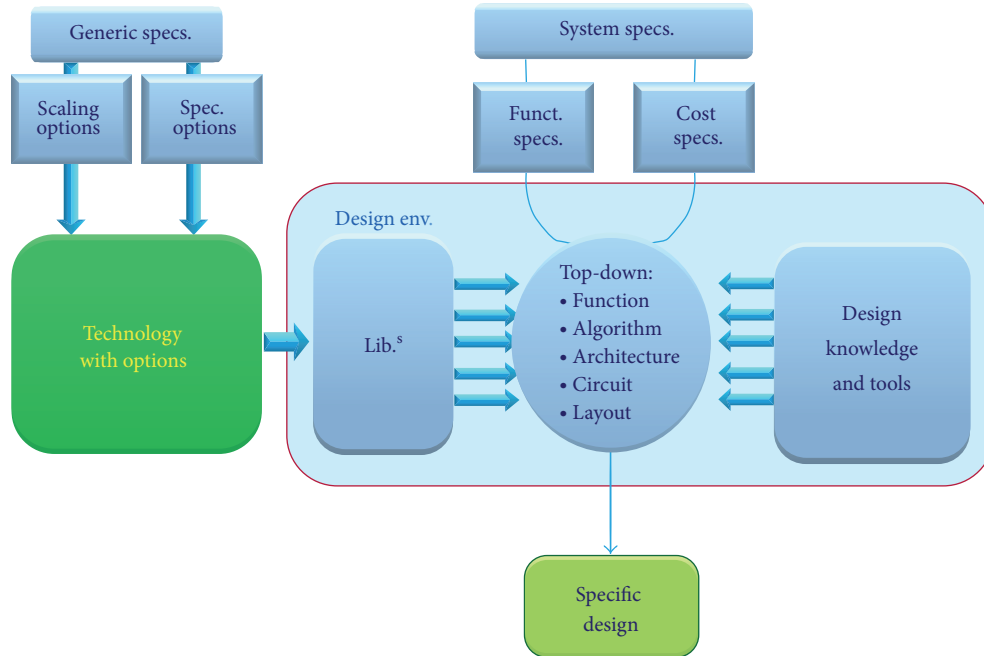 Generic specs.
Scaling
options
Spec.
options
Technology
with options
System specs.
Funct.
specs.
Cost
specs.
Design env.
Lib.ˢ
Top-down:
• Function
• Algorithm
• Architecture
• Circuit
• Layout
Design
knowledge
and tools
Specific
design